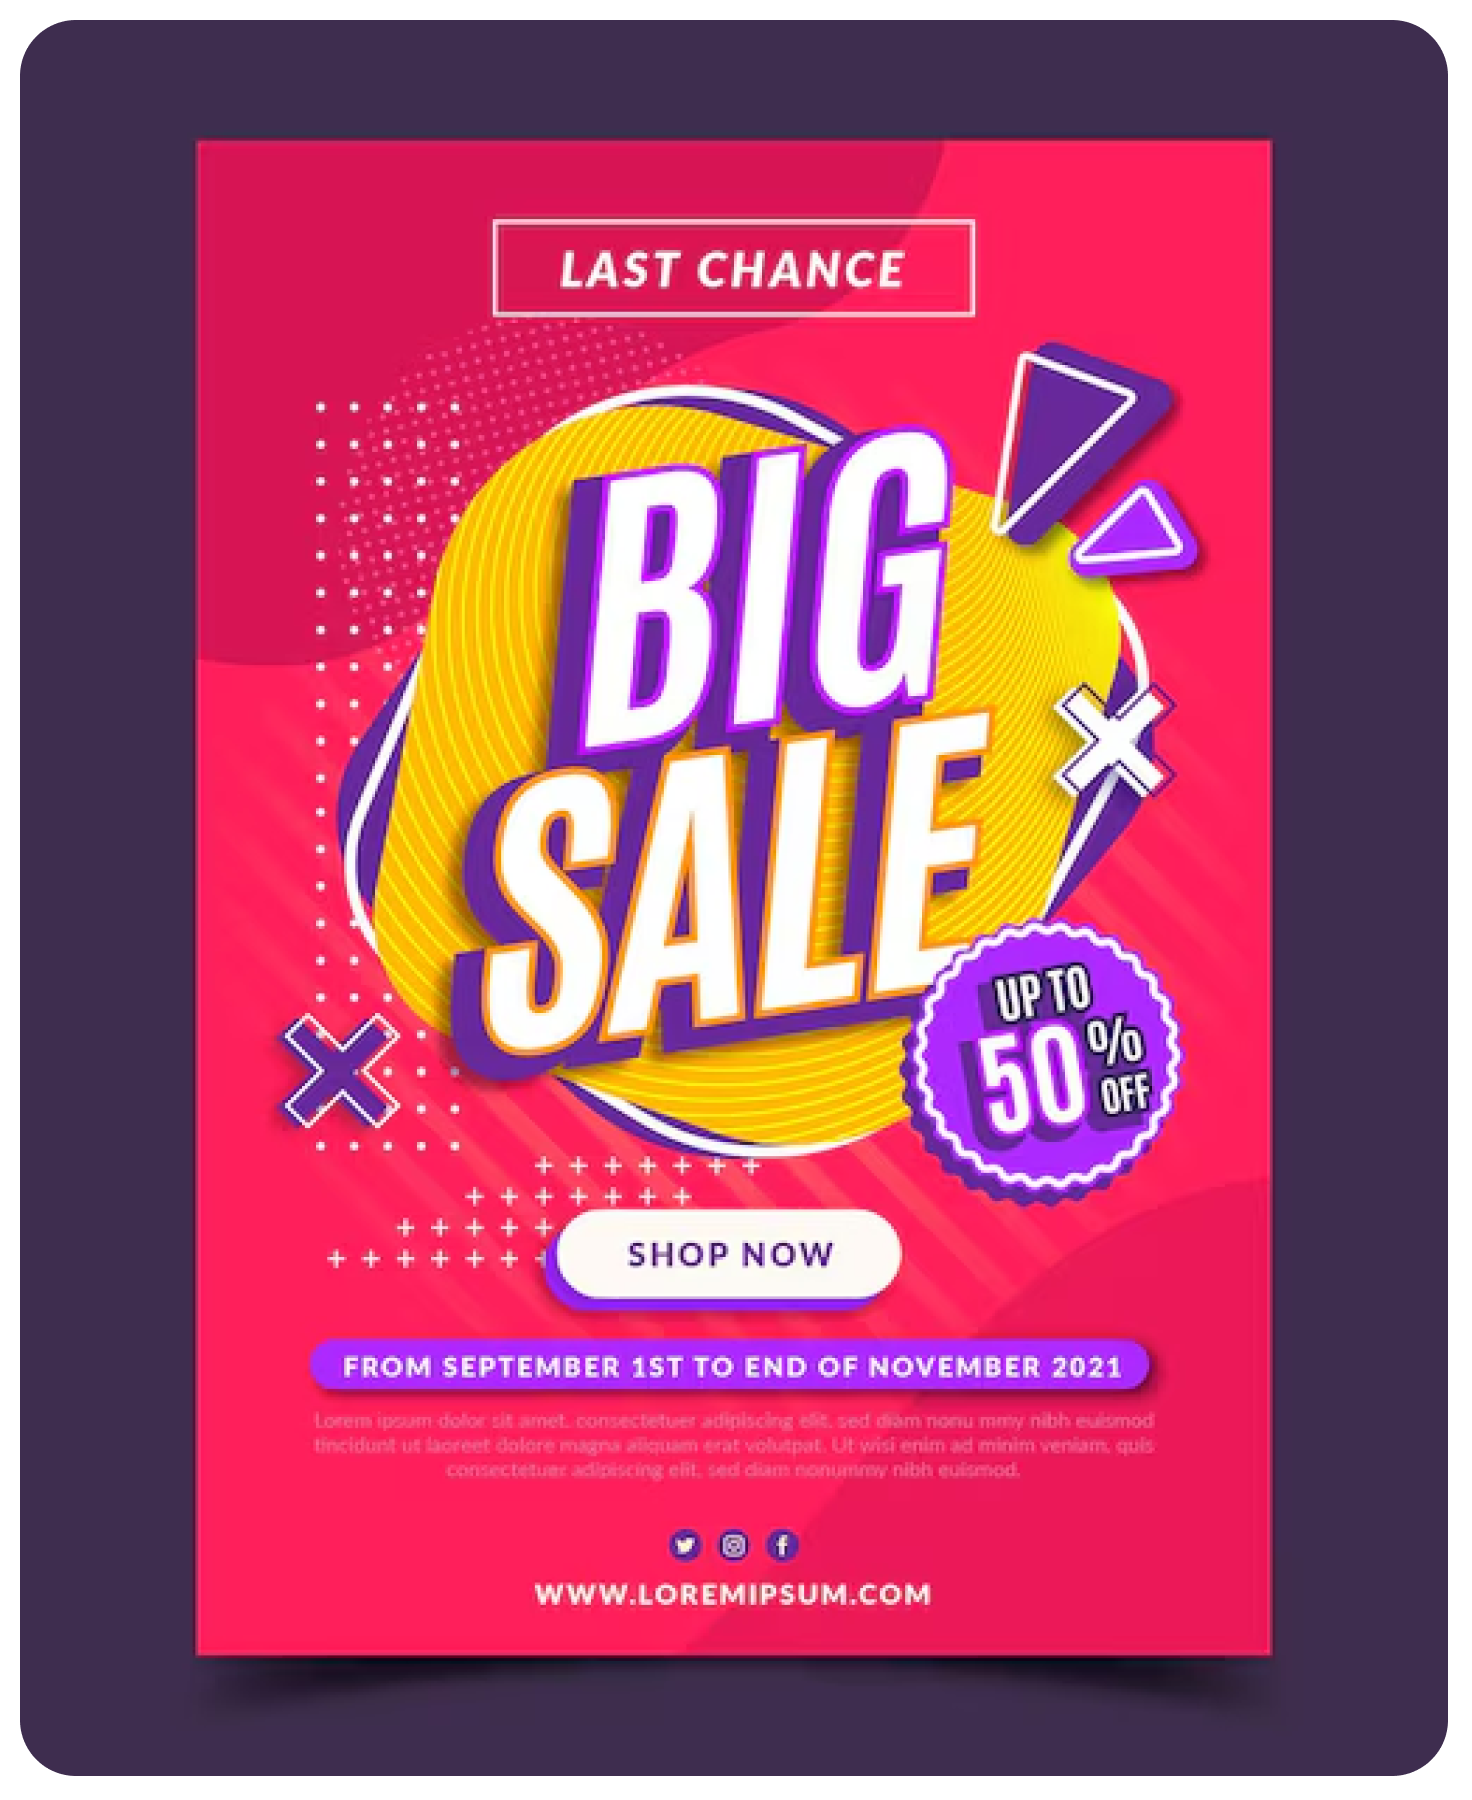 LAST CHANCE
BIG
SALE
UP TO
50%
OFF
SHOP NOW
FROM SEPTEMBER 1ST TO END OF NOVEMBER 2021
Lorem ipsum dolor sit amet, consectetuer adipiscing elit, sed diam nonu mmy nibh euismod
tincidunt ut laoreet dolore magna aliquam erat volutpat. Ut wisi enim ad minim veniam, quis
consectetuer adipiscing elit, sed diam nonummy nibh euismod.
WWW.LOREMIPSUM.COM